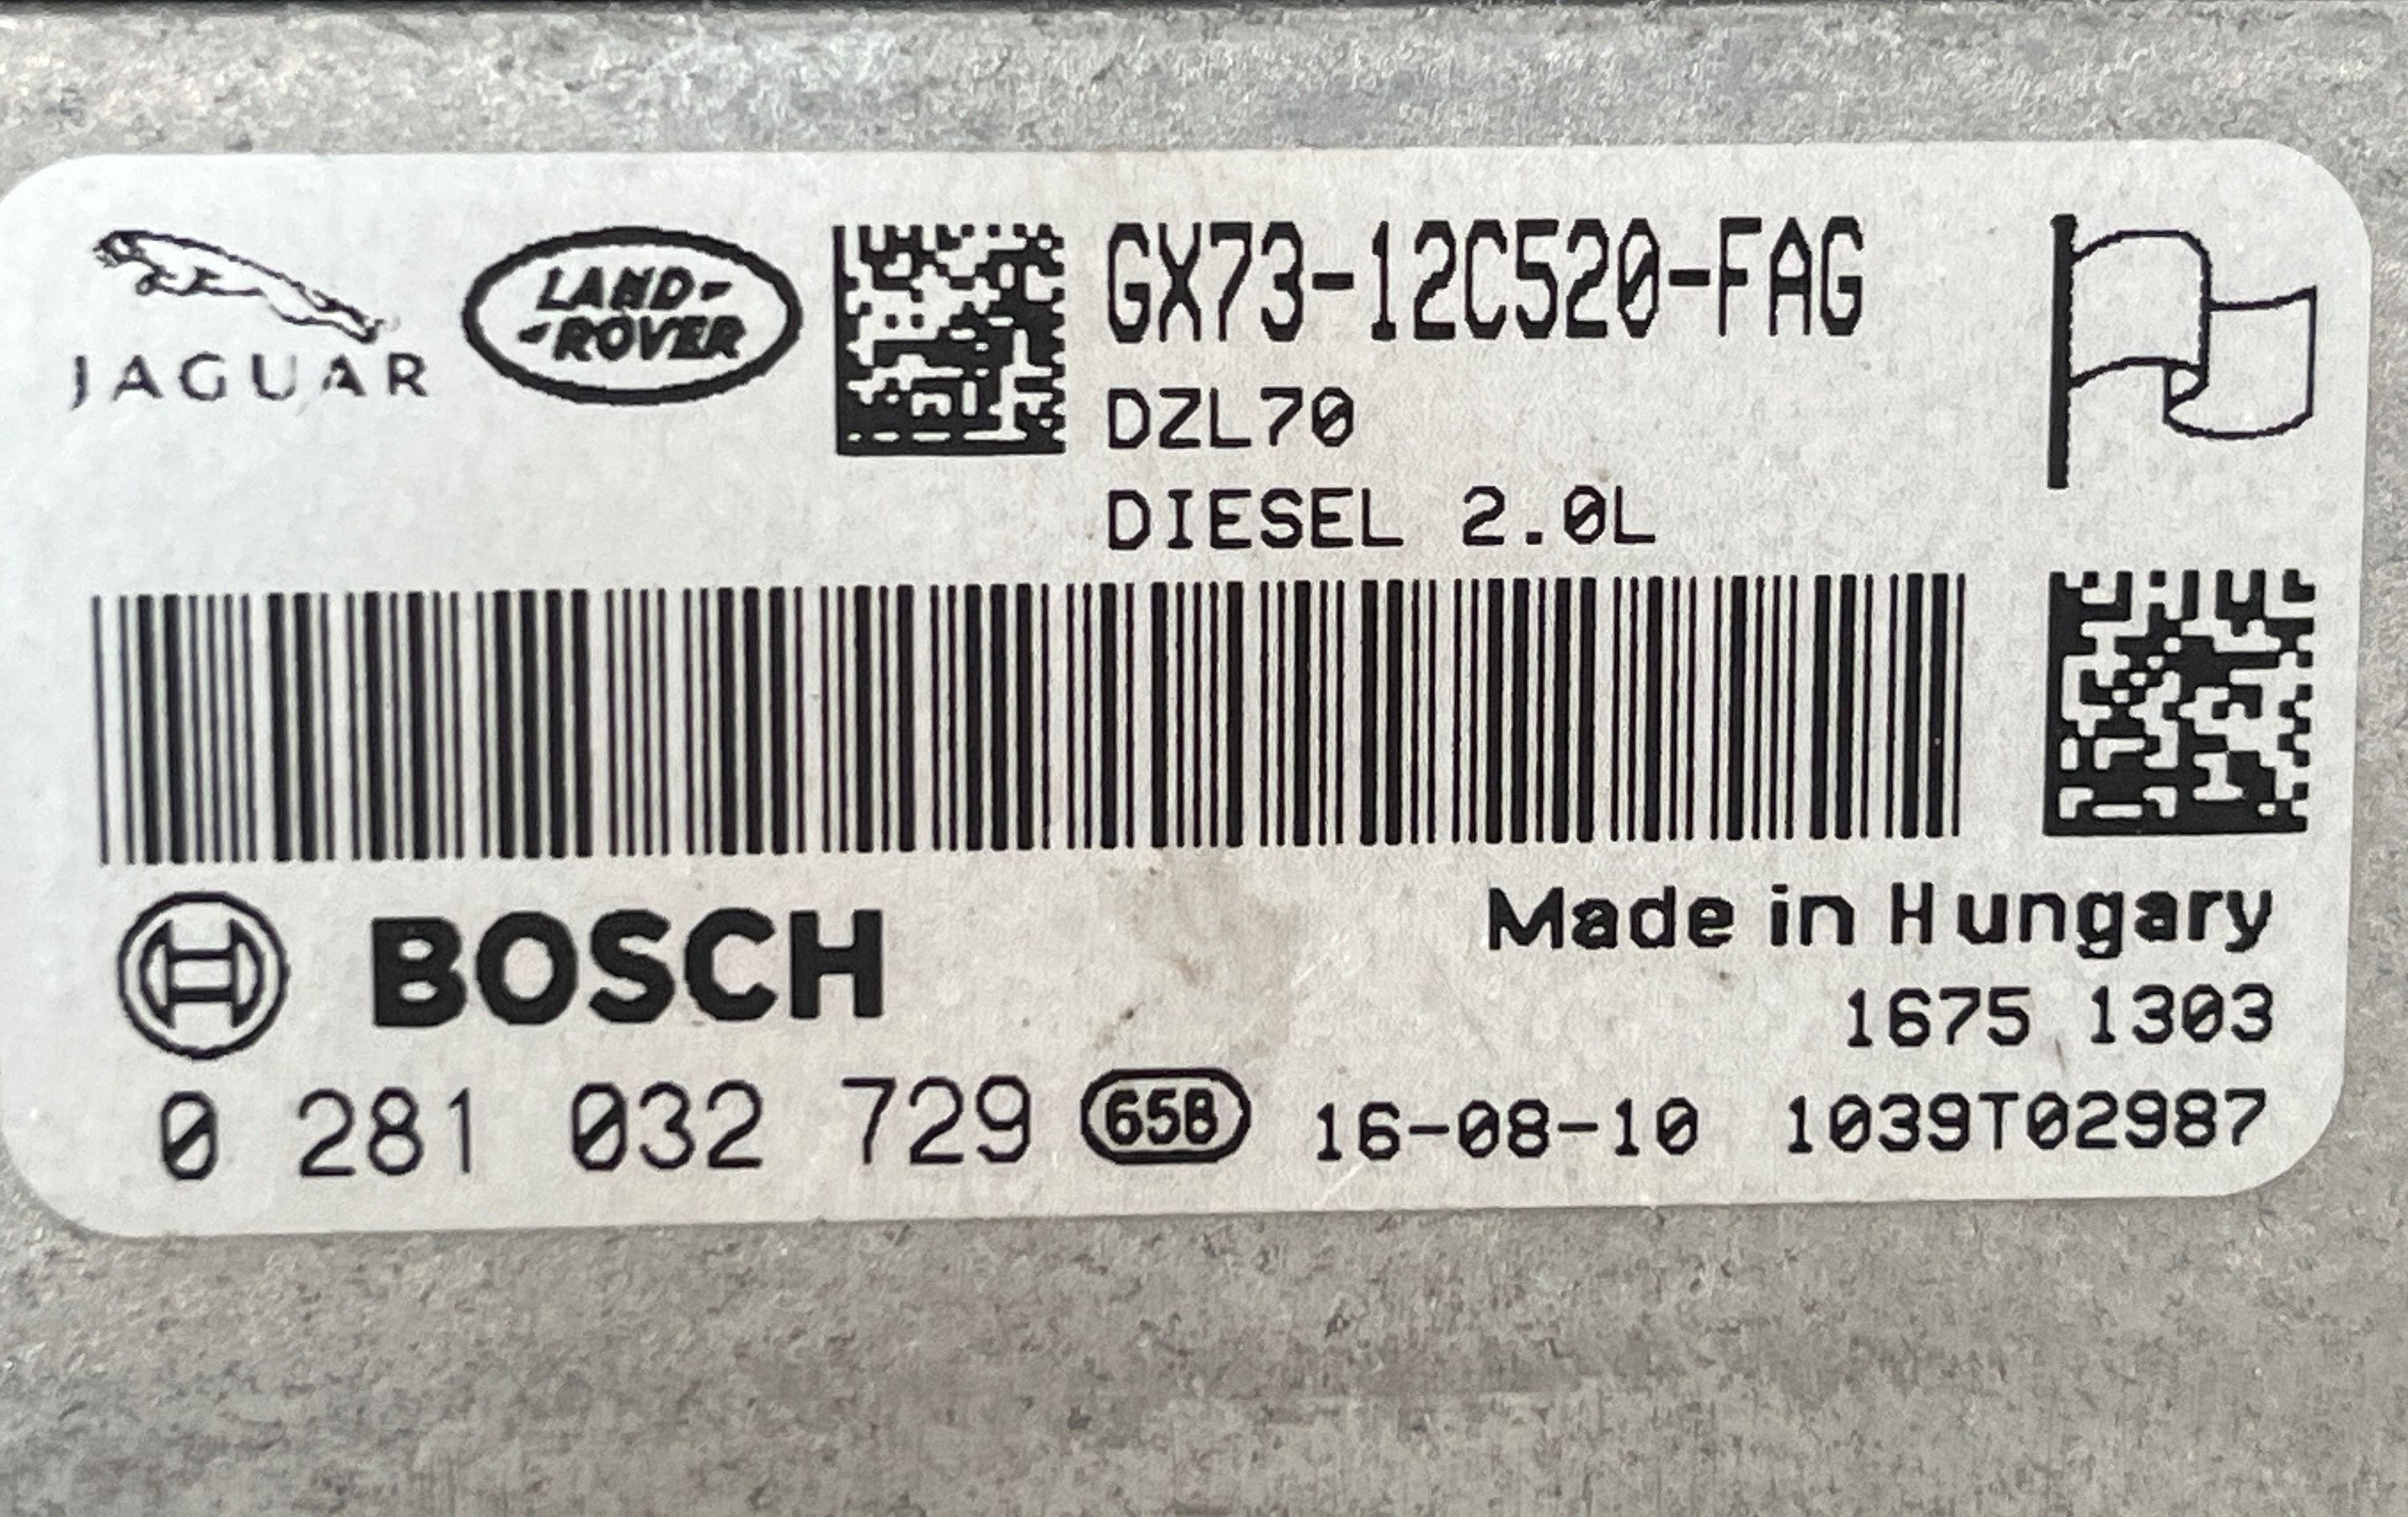 JAGUAR
LAND-
-ROVER
GX73-12C520-FAG
DZL70
DIESEL 2.0L
BOSCH
Made in Hungary
1675 1303
0 281 032 729 658 16-08-10 1039T02987